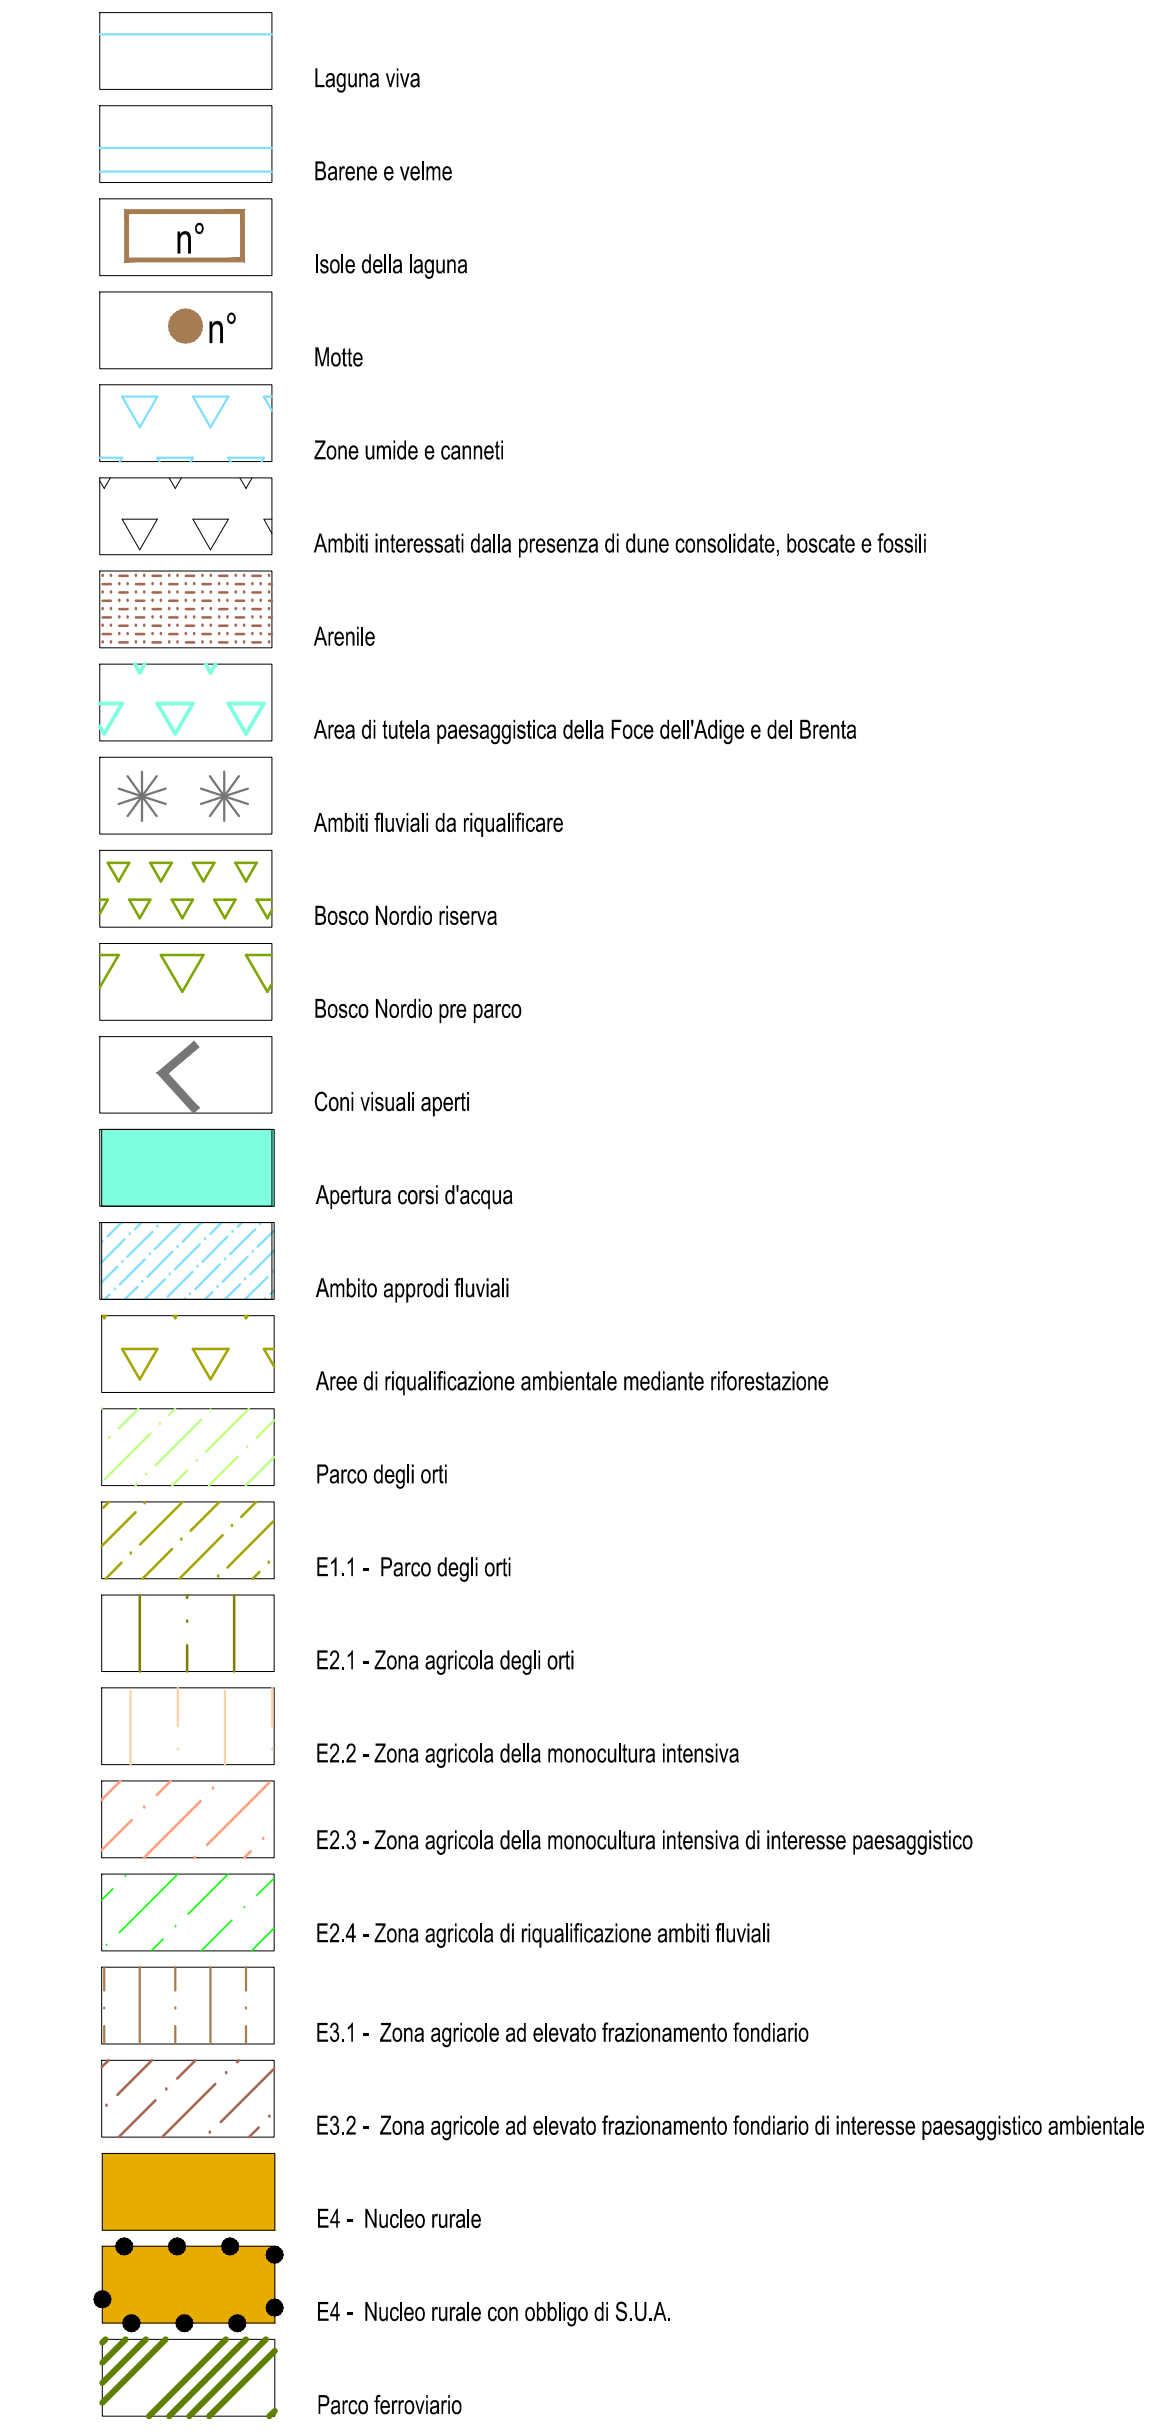 Laguna viva
Barene e velme
n°
Isole della laguna
n°
Motte
Zone umide e canneti
Ambiti interessati dalla presenza di dune consolidate, boscate e fossili
Arenile
Area di tutela paesaggistica della Foce dell'Adige e del Brenta
Ambiti fluviali da riqualificare
Bosco Nordio riserva
Bosco Nordio pre parco
Coni visuali aperti
Apertura corsi d'acqua
Ambito approdi fluviali
Aree di riqualificazione ambientale mediante riforestazione
Parco degli orti
E1.1 - Parco degli orti
E2.1 - Zona agricola degli orti
E2.2 - Zona agricola della monocultura intensiva
E2.3 - Zona agricola della monocultura intensiva di interesse paesaggistico
E2.4 - Zona agricola di riqualificazione ambiti fluviali
E3.1 - Zona agricole ad elevato frazionamento fondiario
E3.2 - Zona agricole ad elevato frazionamento fondiario di interesse paesaggistico ambientale
E4 - Nucleo rurale
E4 - Nucleo rurale con obbligo di S.U.A.
Parco ferroviario